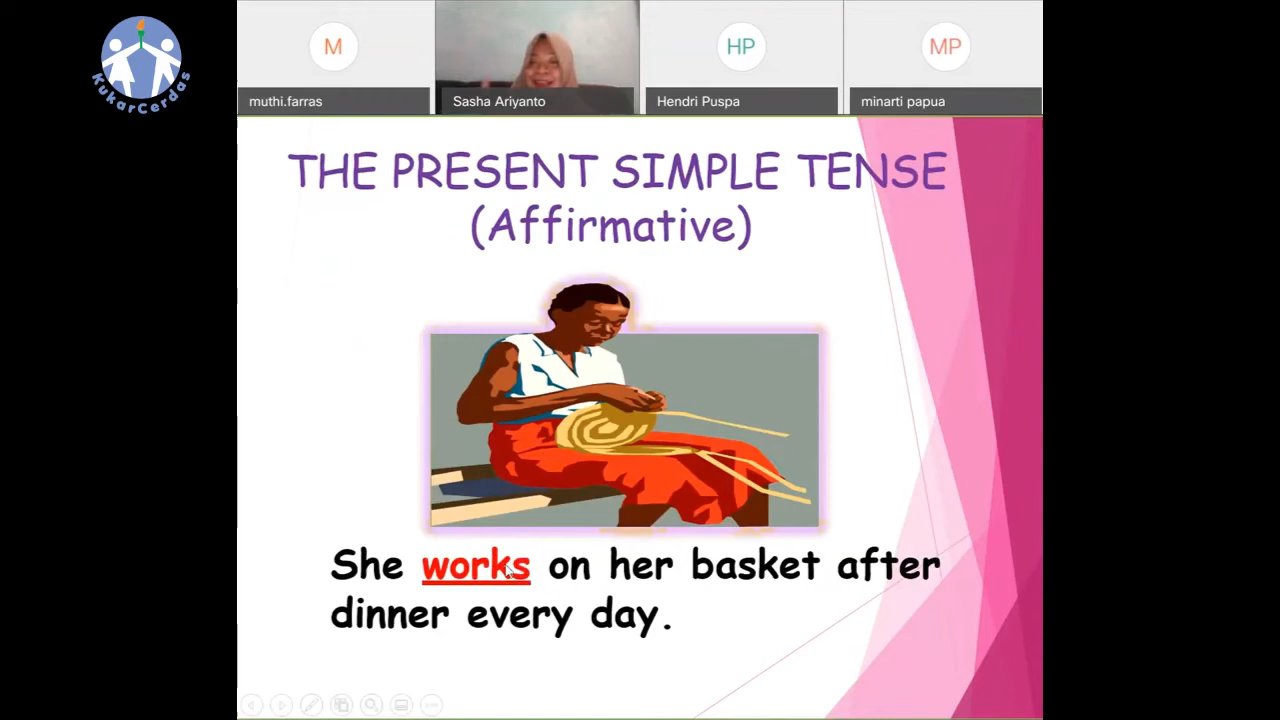 KukarCerdas
M
HP
MP
muthi.farras
Sasha Ariyanto
Hendri Puspa
minarti papua
THE PRESENT SIMPLE TENSE
(Affirmative)
She works on her basket after
dinner every day.